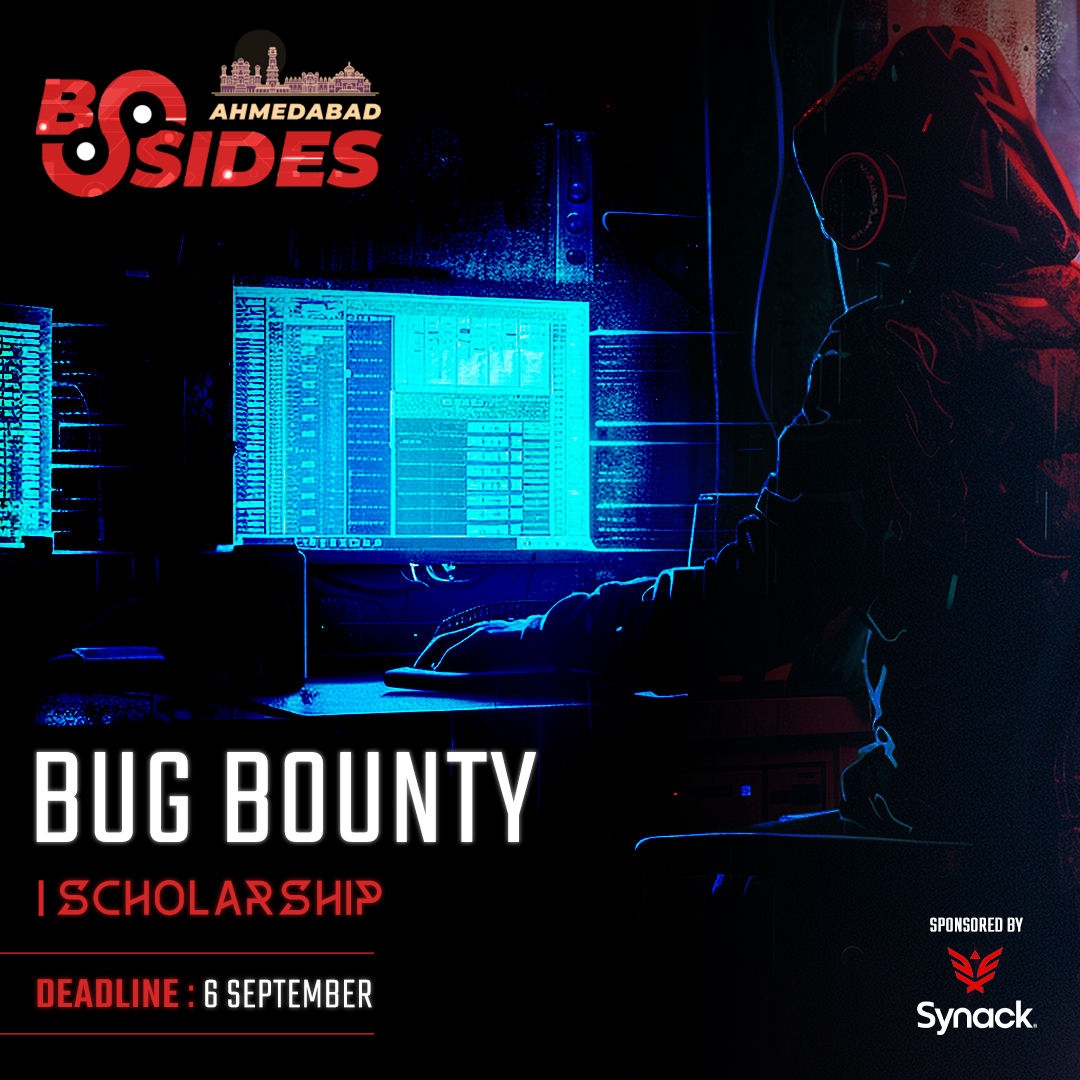 AHMEDABAD
BSIDES
BUG BOUNTY
| SCHOLARSHIP
DEADLINE : 6 SEPTEMBER
SPONSORED BY
Synack